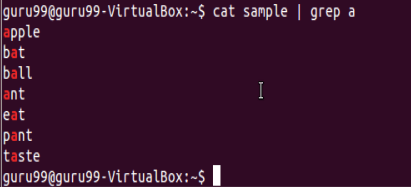 guru99@guru99-VirtualBox:~$ cat sample | grep a
apple
bat
ball
ant
eat
pant
taste
guru99@guru99-VirtualBox:~$